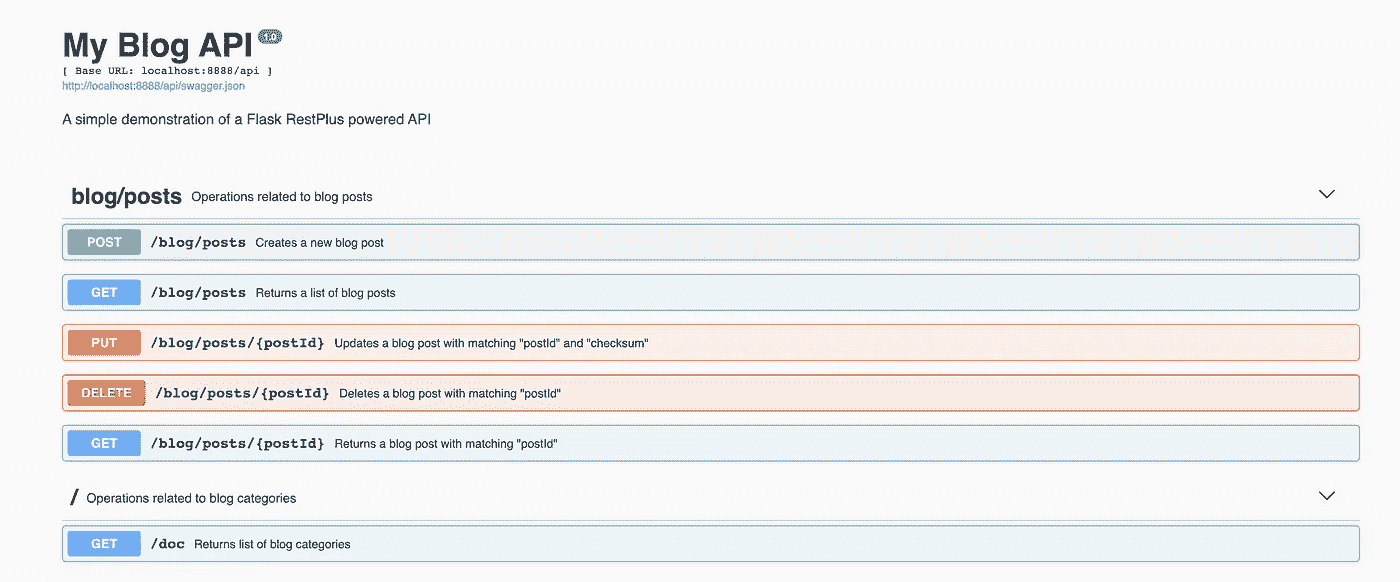 My Blog API 1.0
[ Base URL: localhost:8888/api ]
http://localhost:8888/api/swagger.json
A simple demonstration of a Flask RestPlus powered API
blog/posts Operations related to blog posts
POST /blog/posts Creates a new blog post
GET /blog/posts Returns a list of blog posts
PUT /blog/posts/{postId} Updates a blog post with matching "postId" and "checksum"
DELETE /blog/posts/{postId} Deletes a blog post with matching "postId"
GET /blog/posts/{postId} Returns a blog post with matching "postId"
/ Operations related to blog categories
GET /doc Returns list of blog categories